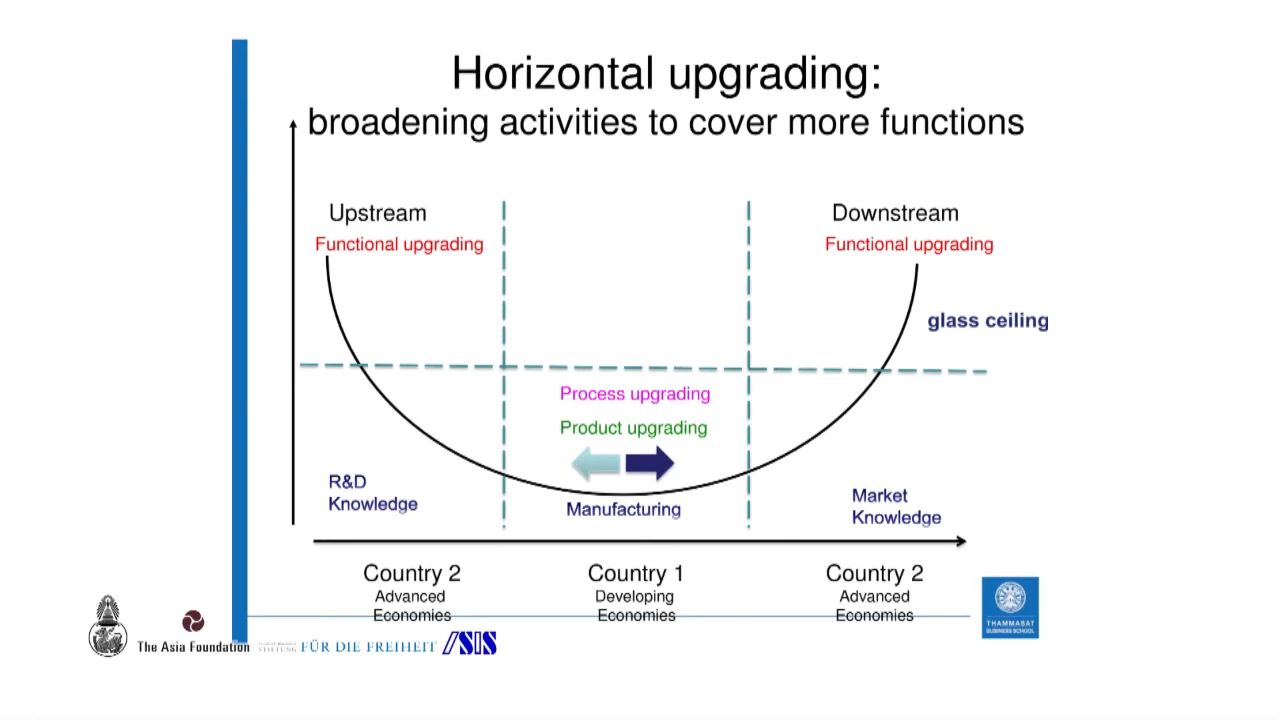 Horizontal upgrading:
broadening activities to cover more functions
Upstream
Downstream
Functional upgrading
Functional upgrading
glass ceiling
Process upgrading
Product upgrading
R&D
Knowledge
Manufacturing
Market
Knowledge
Country 2
Advanced
Economies
Country 1
Developing
Economies
Country 2
Advanced
Economies
The Asia Foundation
STIFTUNG FÜR DIE FREIHEIT
ISIS
THAMMASAT
BUSINESS SCHOOL